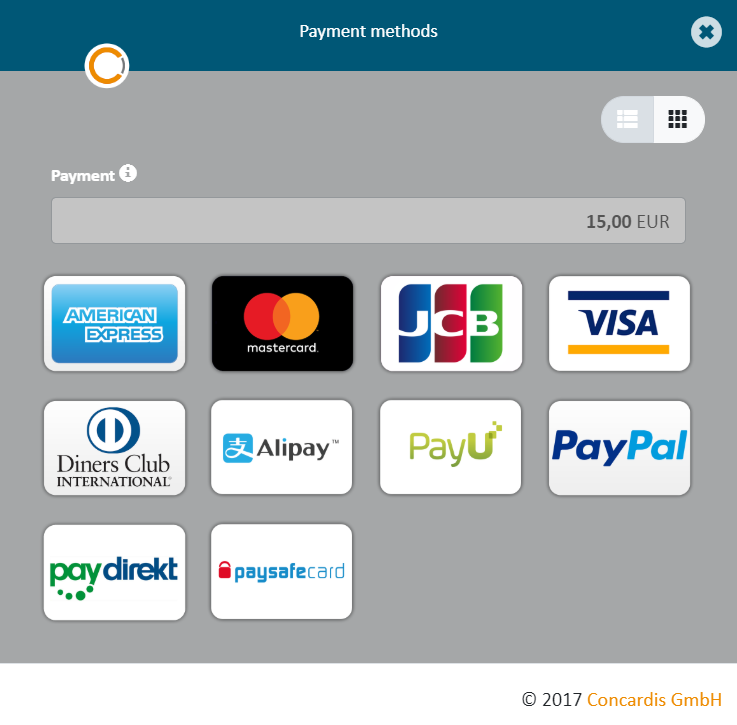 Payment methods
Payment
15,00 EUR
AMERICAN
EXPRESS
mastercard.
JCB
VISA
Diners Club
INTERNATIONAL®
支 Alipay™
PayU
PayPal
paydirekt
paysafecard
© 2017 Concardis GmbH